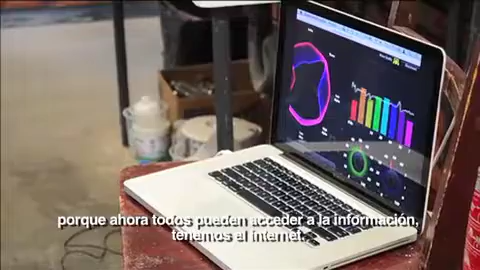 porque ahora todos pueden acceder a la información,
tenemos el internet.